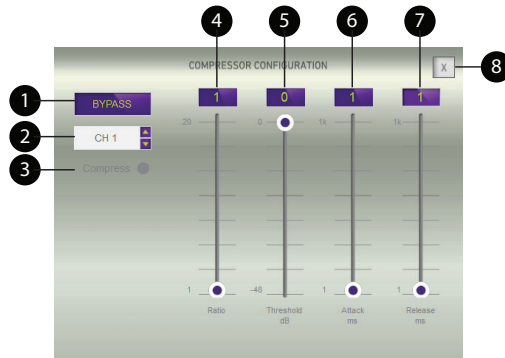 4 5 6 7
COMPRESSOR CONFIGURATION
X 8
1 BYPASS 1 0 1 1
2 CH 1 20 0 1k 1k
3 Compress
1 -48 1 1
Ratio Threshold Attack Release
dB ms ms